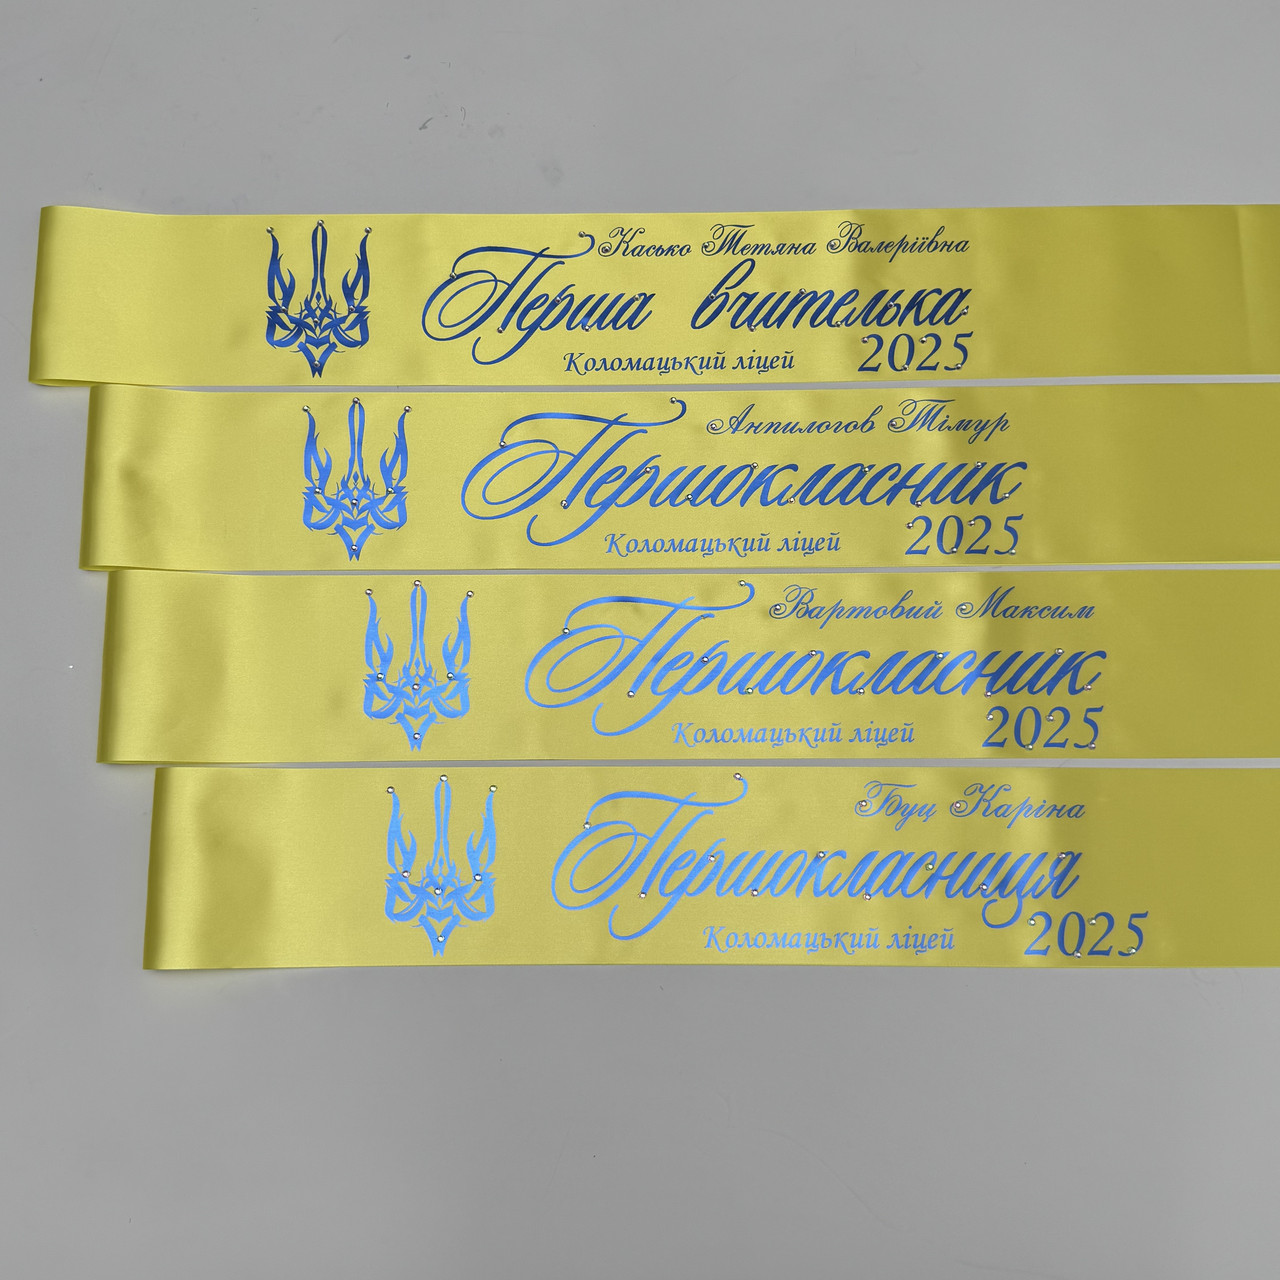 Касько Тетяна Валеріївна
Перша вчителька
Коломацький ліцей 2025
Анпилогов Тімур
Першокласник
Коломацький ліцей 2025
Вартовий Максим
Першокласник
Коломацький ліцей 2025
Буц Каріна
Першокласниця
Коломацький ліцей 2025